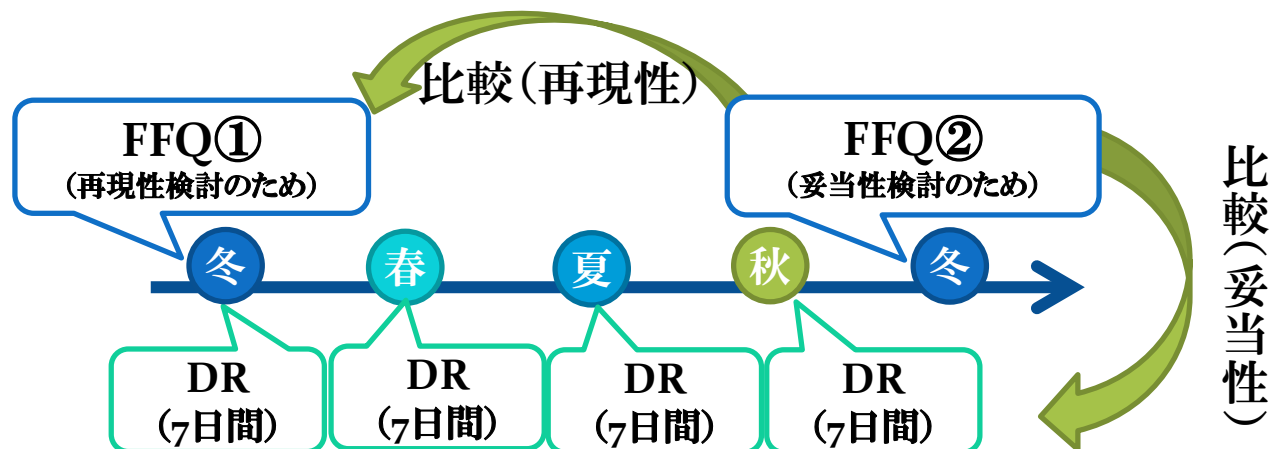 比較（再現性）
FFQ①
（再現性検討のため）
FFQ②
（妥当性検討のため）
比較（妥当性）
冬
春
夏
秋
冬
DR
（7日間）
DR
（7日間）
DR
（7日間）
DR
（7日間）